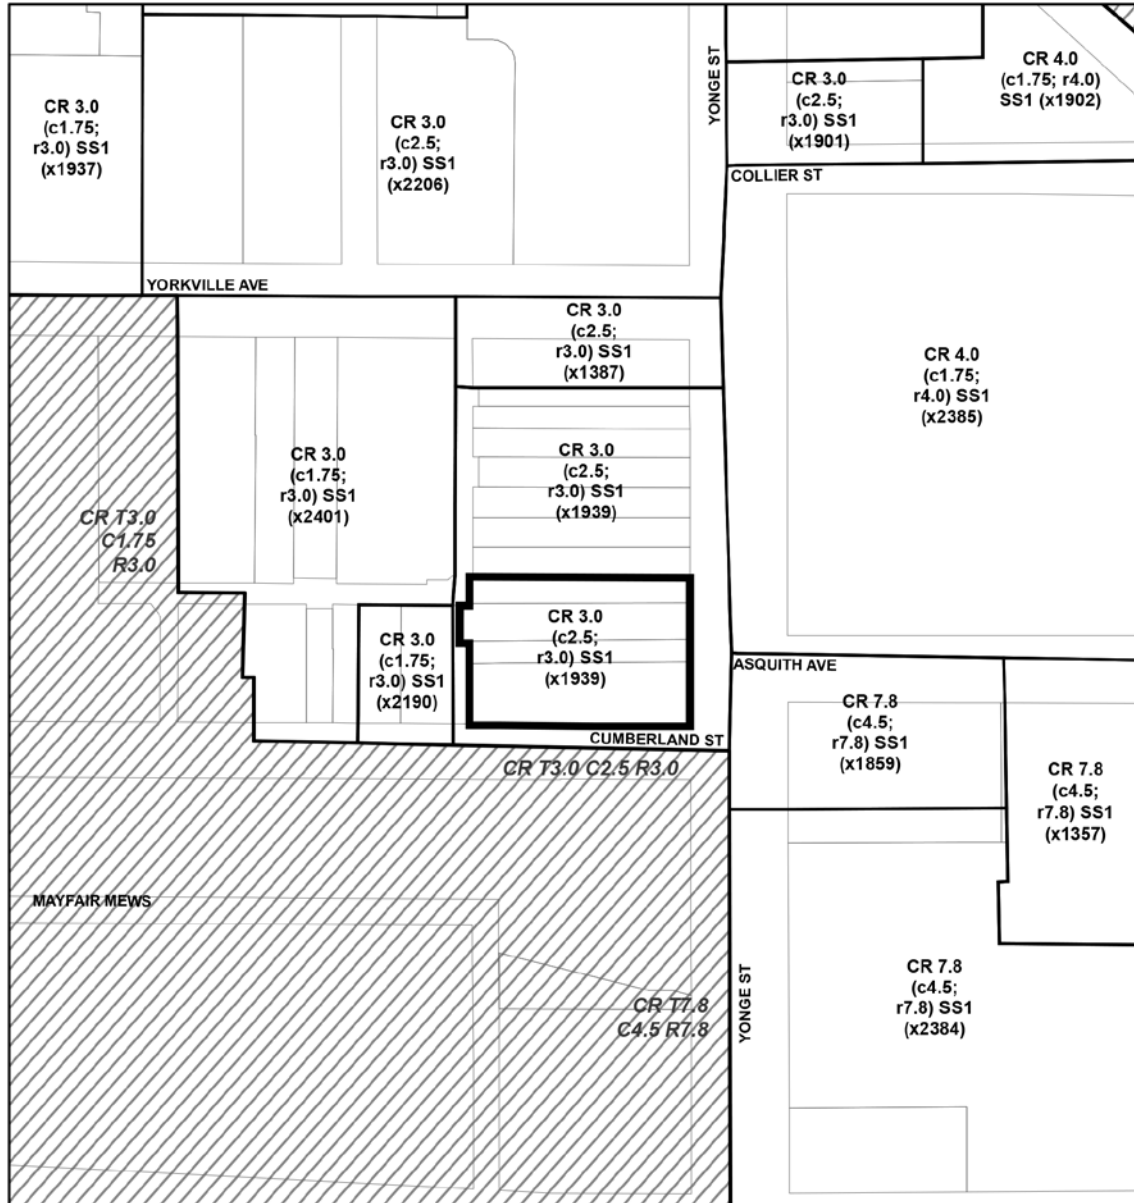 CR 3.0
(c1.75;
r3.0) SS1
(x1937)
CR 3.0
(c2.5;
r3.0) SS1
(x2206)
YONGE ST
CR 3.0
(c2.5;
r3.0) SS1
(x1901)
CR 4.0
(c1.75; r4.0)
SS1 (x1902)
COLLIER ST
YORKVILLE AVE
CR 3.0
(c2.5;
r3.0) SS1
(x1387)
CR 4.0
(c1.75;
r4.0) SS1
(x2385)
CR 3.0
(c1.75;
r3.0) SS1
(x2401)
CR 3.0
(c2.5;
r3.0) SS1
(x1939)
CR T3.0
C1.75
R3.0
CR 3.0
(c1.75;
r3.0) SS1
(x2190)
CR 3.0
(c2.5;
r3.0) SS1
(x1939)
ASQUITH AVE
CR 7.8
(c4.5;
r7.8) SS1
(x1859)
CUMBERLAND ST
CR T3.0 C2.5 R3.0
CR 7.8
(c4.5;
r7.8) SS1
(x1357)
MAYFAIR MEWS
CR T7.8
C4.5 R7.8
YONGE ST
CR 7.8
(c4.5;
r7.8) SS1
(x2384)